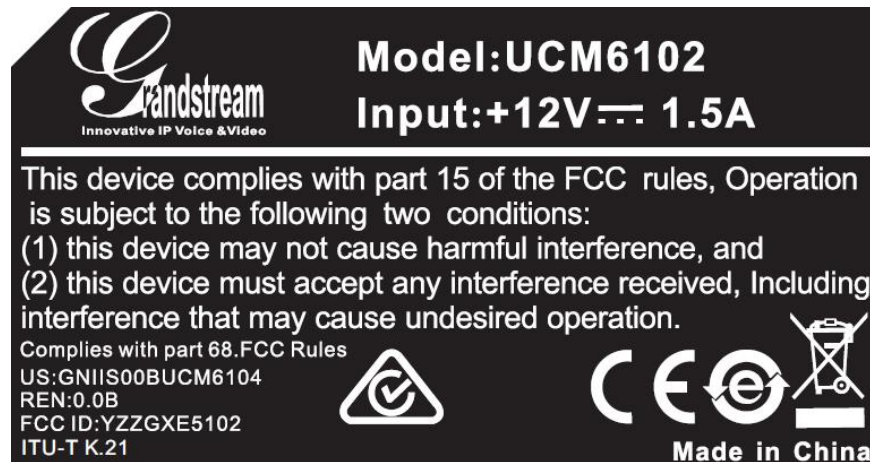 Grandstream
Innovative IP Voice &Video
Model:UCM6102
Input:+12V⎓ 1.5A
This device complies with part 15 of the FCC rules, Operation
is subject to the following two conditions:
(1) this device may not cause harmful interference, and
(2) this device must accept any interference received, Including
interference that may cause undesired operation.
Complies with part 68.FCC Rules
US:GNIIS00BUCM6104
REN:0.0B
FCC ID:YZZGXE5102
ITU-T K.21
CE
e
Made in China